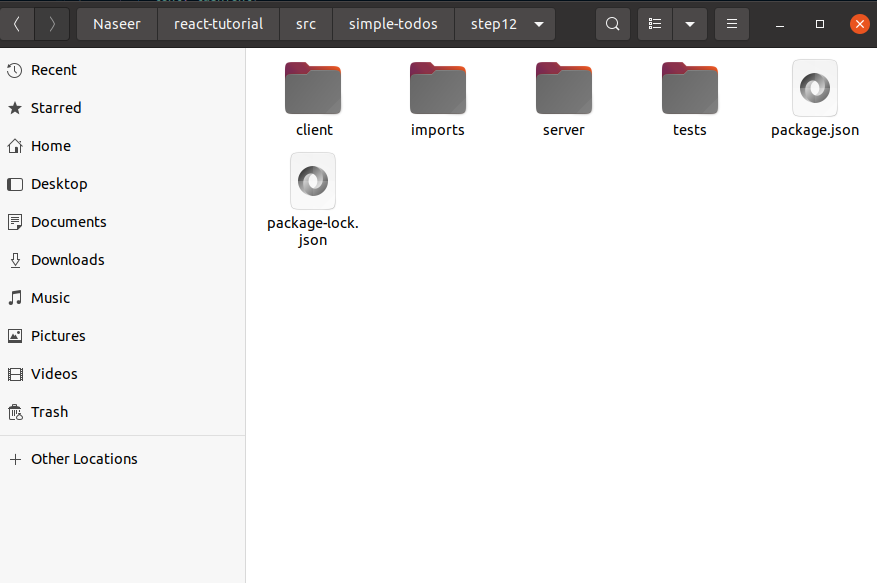 Naseer react-tutorial src simple-todos step12
Recent
Starred
Home
Desktop
Documents
Downloads
Music
Pictures
Videos
Trash
Other Locations
client imports server tests package.json
package-lock.
json